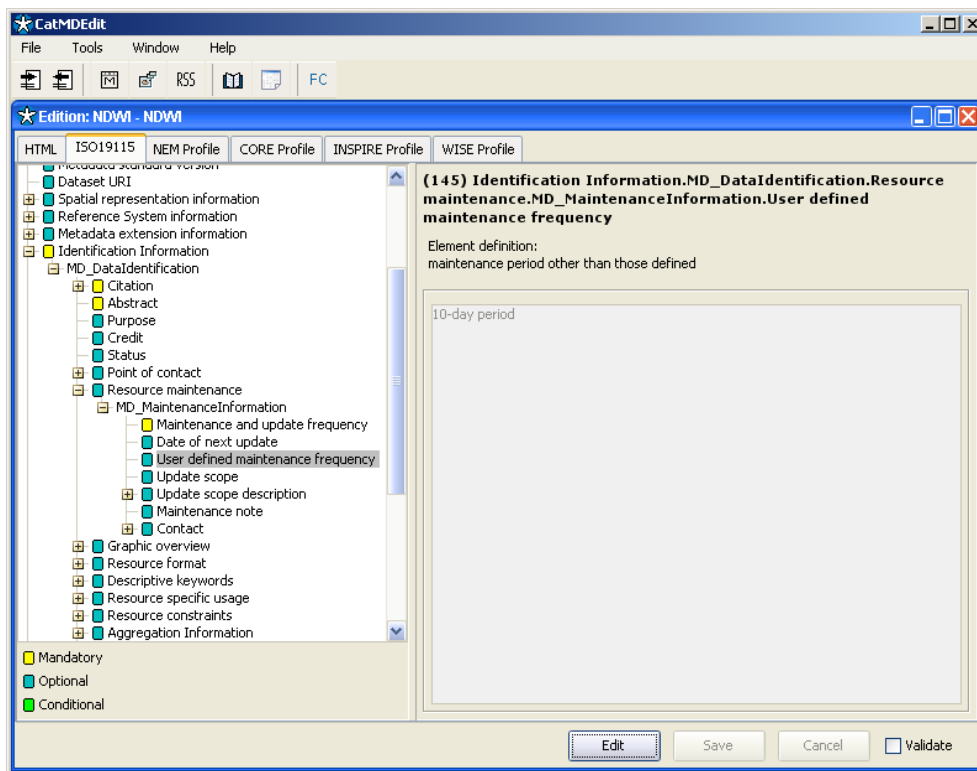 CatMDEdit
File Tools Window Help
M RSS FC
Edition: NDWI - NDWI
HTML ISO19115 NEM Profile CORE Profile INSPIRE Profile WISE Profile
Metadata standard version
Dataset URI
Spatial representation information
Reference System information
Metadata extension information
Identification Information
MD_DataIdentification
Citation
Abstract
Purpose
Credit
Status
Point of contact
Resource maintenance
MD_MaintenanceInformation
Maintenance and update frequency
Date of next update
User defined maintenance frequency
Update scope
Update scope description
Maintenance note
Contact
Graphic overview
Resource format
Descriptive keywords
Resource specific usage
Resource constraints
Aggregation Information
Mandatory
Optional
Conditional
(145) Identification Information.MD_DataIdentification.Resource
maintenance.MD_MaintenanceInformation.User defined
maintenance frequency
Element definition:
maintenance period other than those defined
10-day period
Edit Save Cancel Validate